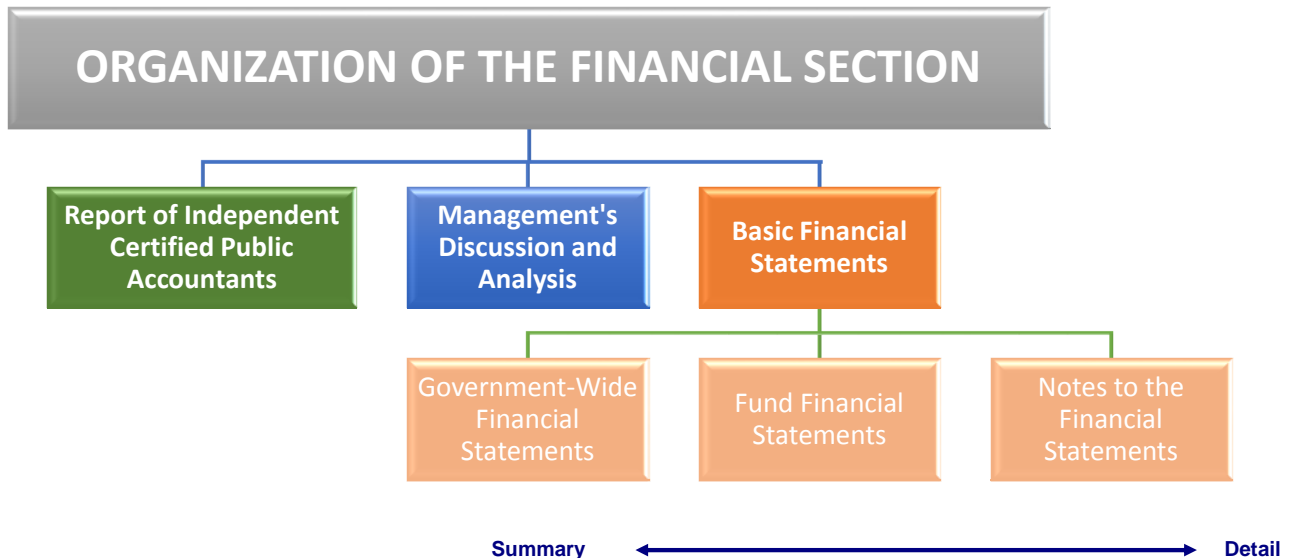 ORGANIZATION OF THE FINANCIAL SECTION
Report of Independent
Certified Public
Accountants
Management's
Discussion and
Analysis
Basic Financial
Statements
Government-Wide
Financial
Statements
Fund Financial
Statements
Notes to the
Financial
Statements
Summary
Detail